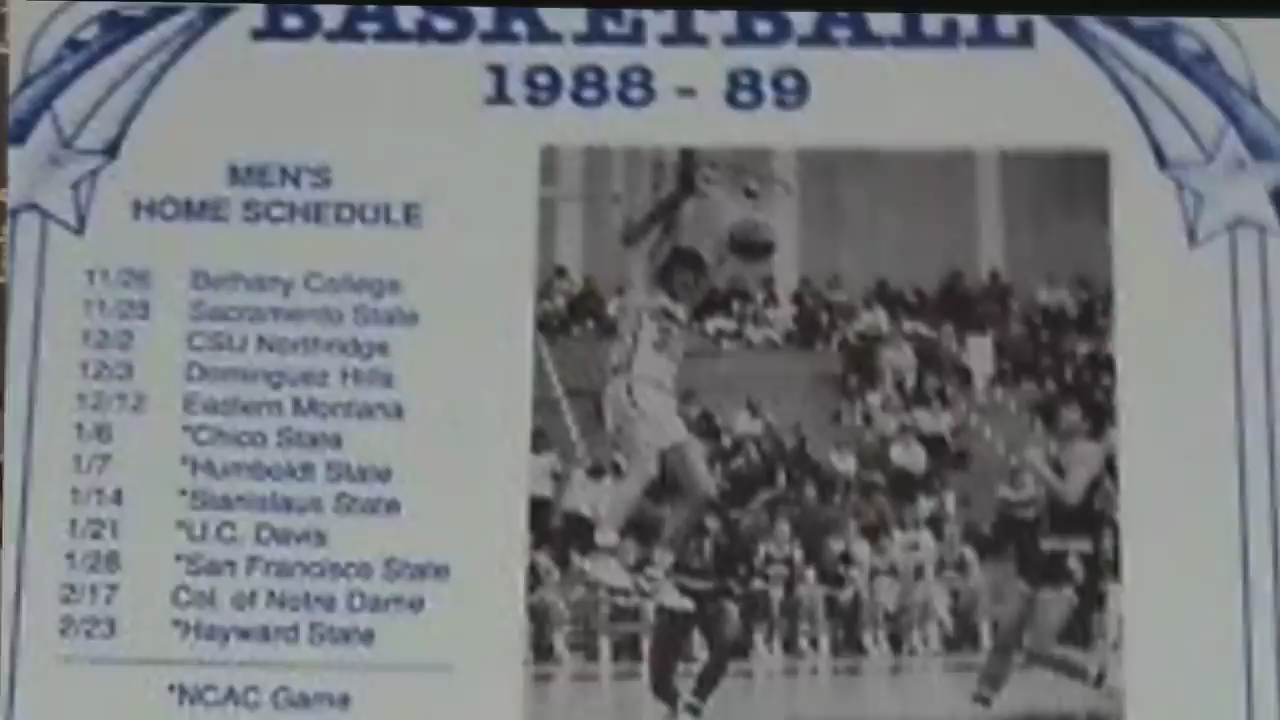 BASKETBALL
1988 - 89
MEN'S
HOME SCHEDULE
11/26 Bethany College
11/28 Sacramento State
12/2 CSU Northridge
12/3 Dominguez Hills
12/12 Eastern Montana
1/6 *Chico State
1/7 *Humboldt State
1/14 *Stanislaus State
1/21 *U.C. Davis
1/28 *San Francisco State
2/17 Col. of Notre Dame
2/23 *Hayward State
*NCAC Game